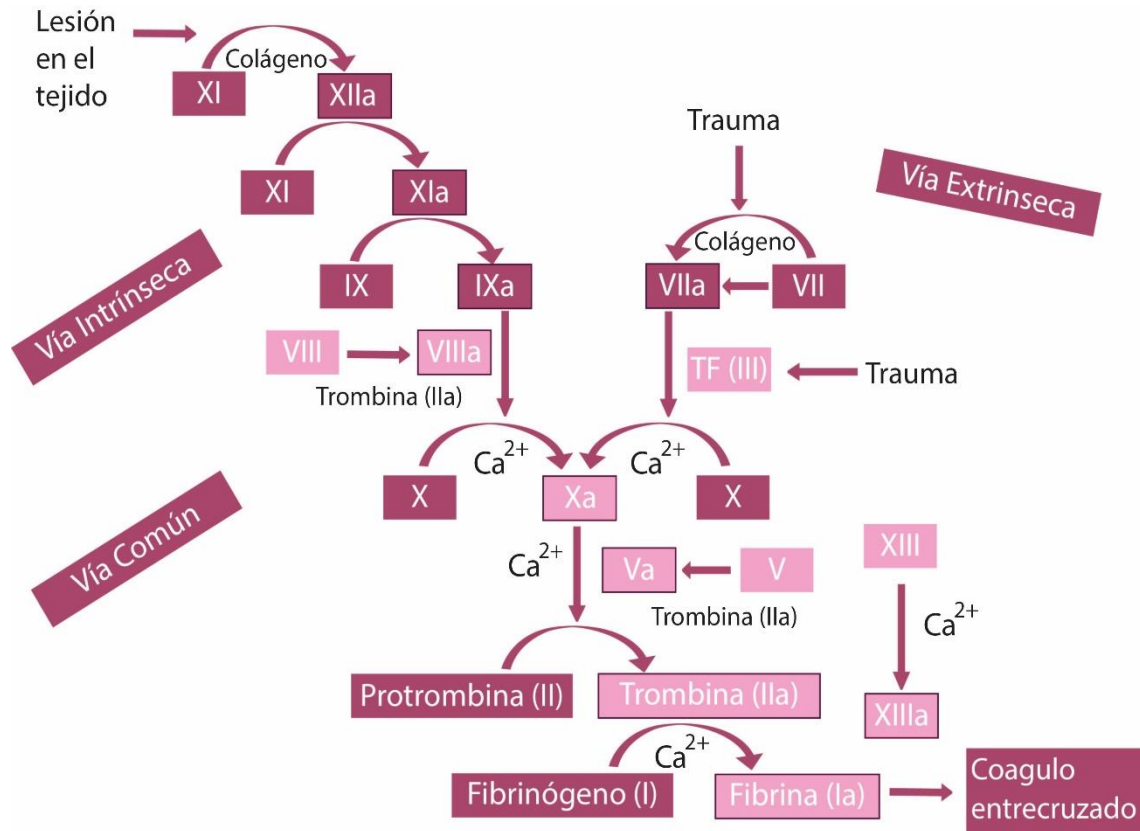 Lesión
en el
tejido
Colágeno
XI
XIIa
Trauma
Vía Extrinseca
XI
XIa
Colágeno
Vía Intrínseca
IX
IXa
VIIa
VII
VIII
VIIIa
Trombina (IIa)
TF (III)
Trauma
Ca2+
Ca2+
X
Xa
X
Vía Común
Ca2+
Va
V
Trombina (IIa)
XIII
Ca2+
Protrombina (II)
Trombina (IIa)
XIIIa
Ca2+
Fibrinógeno (I)
Fibrina (Ia)
Coagulo
entrecruzado